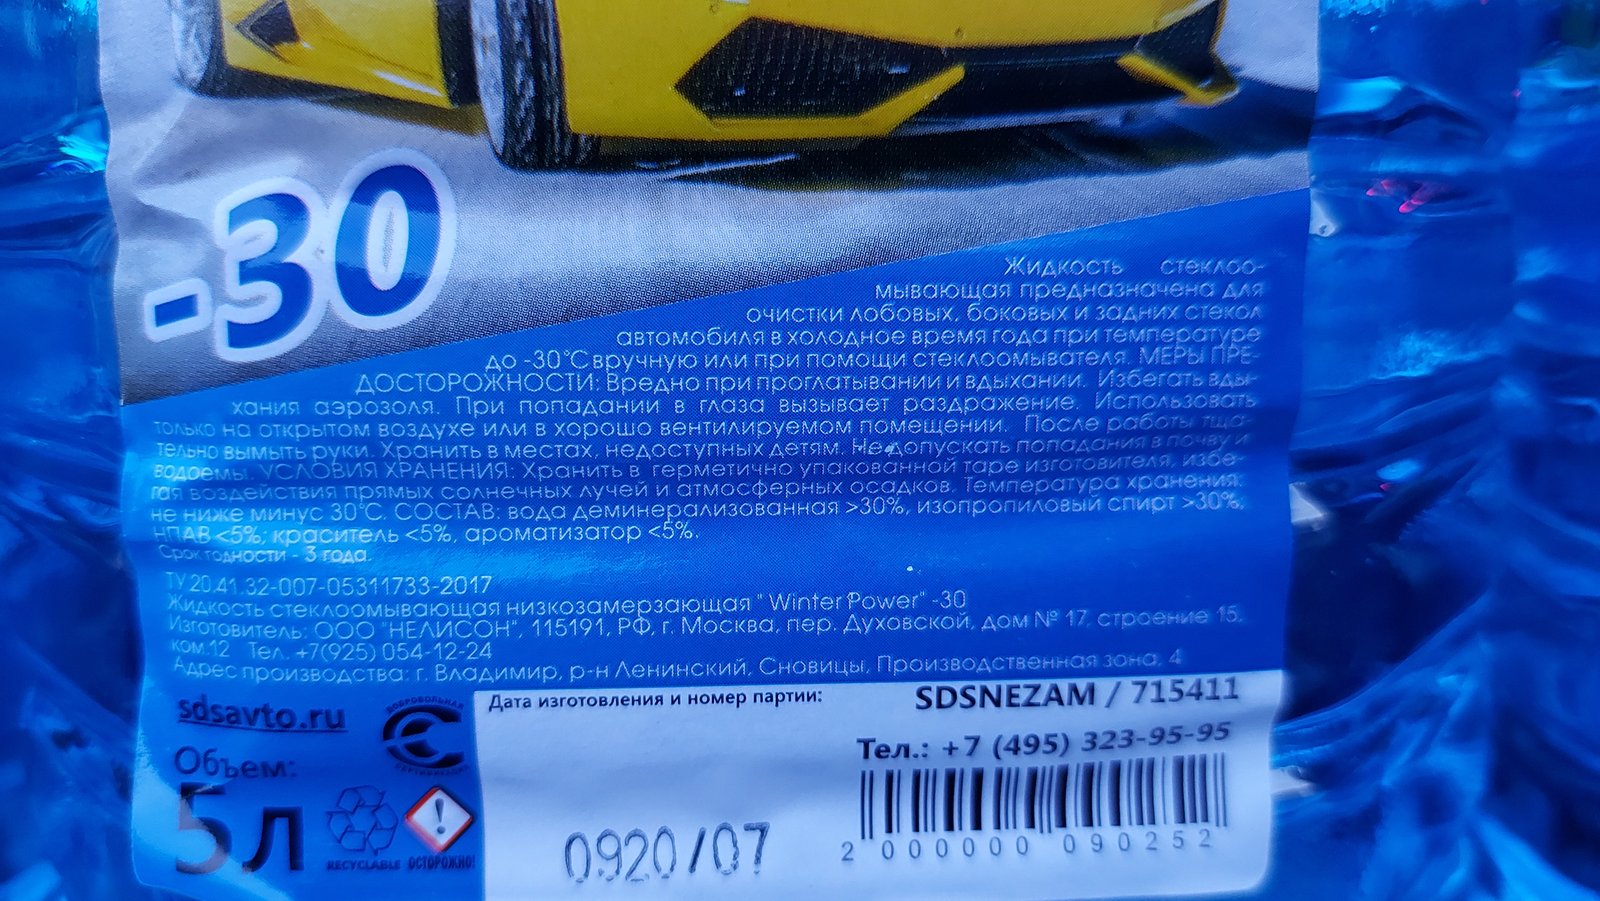 -30
Жидкость стеклоо-
мывающая предназначена для
очистки лобовых, боковых и задних стекол
автомобиля в холодное время года при температуре
до -30°С вручную или при помощи стеклоомывателя. МЕРЫ ПРЕ-
ДОСТОРОЖНОСТИ: Вредно при проглатывании и вдыхании. Избегать вды-
хания аэрозоля. При попадании в глаза вызывает раздражение. Использовать
только на открытом воздухе или в хорошо вентилируемом помещении. После работы тща-
тельно вымыть руки. Хранить в местах, недоступных детям. Не допускать попадания в почву и
водоемы. УСЛОВИЯ ХРАНЕНИЯ: Хранить в герметично упакованной таре изготовителя, избе-
гая воздействия прямых солнечных лучей и атмосферных осадков. Температура хранения:
не ниже минус 30°С. СОСТАВ: вода деминерализованная >30%, изопропиловый спирт >30%,
НПАВ <5%; краситель <5%, ароматизатор <5%.
Срок годности - 3 года.
ТУ 20.41.32-007-05311733-2017
Жидкость стеклоомывающая низкозамерзающая " Winter Power" -30
Изготовитель: ООО "НЕЛИСОН", 115191, РФ, г. Москва, пер. Духовской, дом № 17, строение 15,
ком.12 Тел. +7(925) 054-12-24
Адрес производства: г. Владимир, р-н Ленинский, Сновицы, Производственная зона, 4
sdsavto.ru
ДОБРОВОЛЬНАЯ
СЕРТИФИКАЦИЯ
Дата изготовления и номер партии:
SDSNEZAM / 715411
Тел.: +7 (495) 323-95-95
Объем:
5 л
RECYCLABLE
ОСТОРОЖНО!
0920/07
2 000000 090252